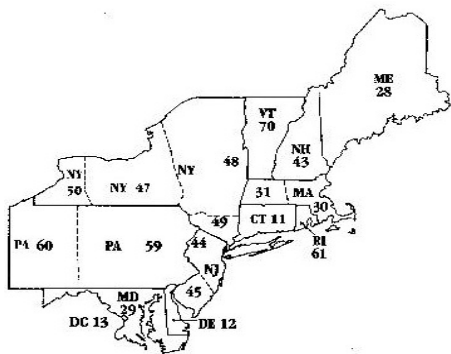 ME
28
VT
70
NH
43
NY
48
NY
50
NY 47
31
MA
30
CT 11
RI
61
49
PA 60
PA 59
44
NJ
45
MD
29
DC 13
DE 12